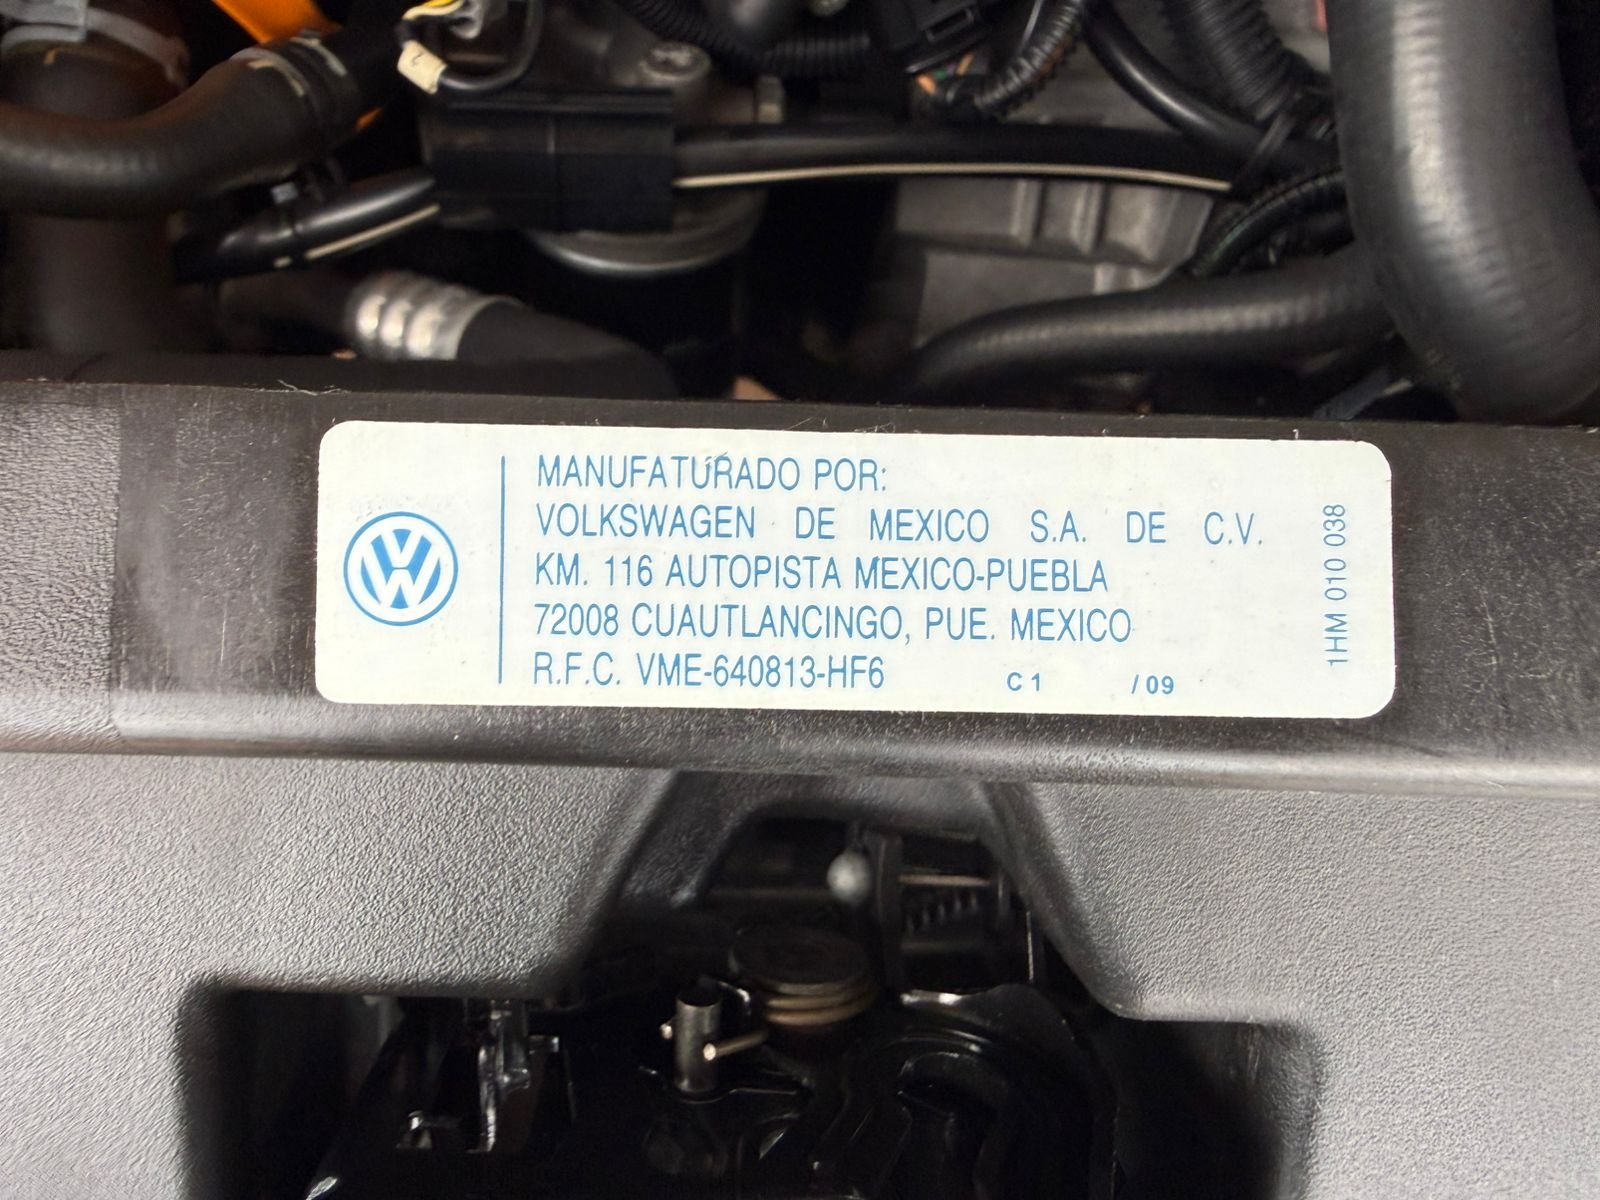 MANUFATURADO POR:
VOLKSWAGEN DE MEXICO S.A. DE C.V.
KM. 116 AUTOPISTA MEXICO-PUEBLA
72008 CUAUTLANCINGO, PUE. MEXICO
R.F.C. VME-640813-HF6
C1 /09
1HM 010 038